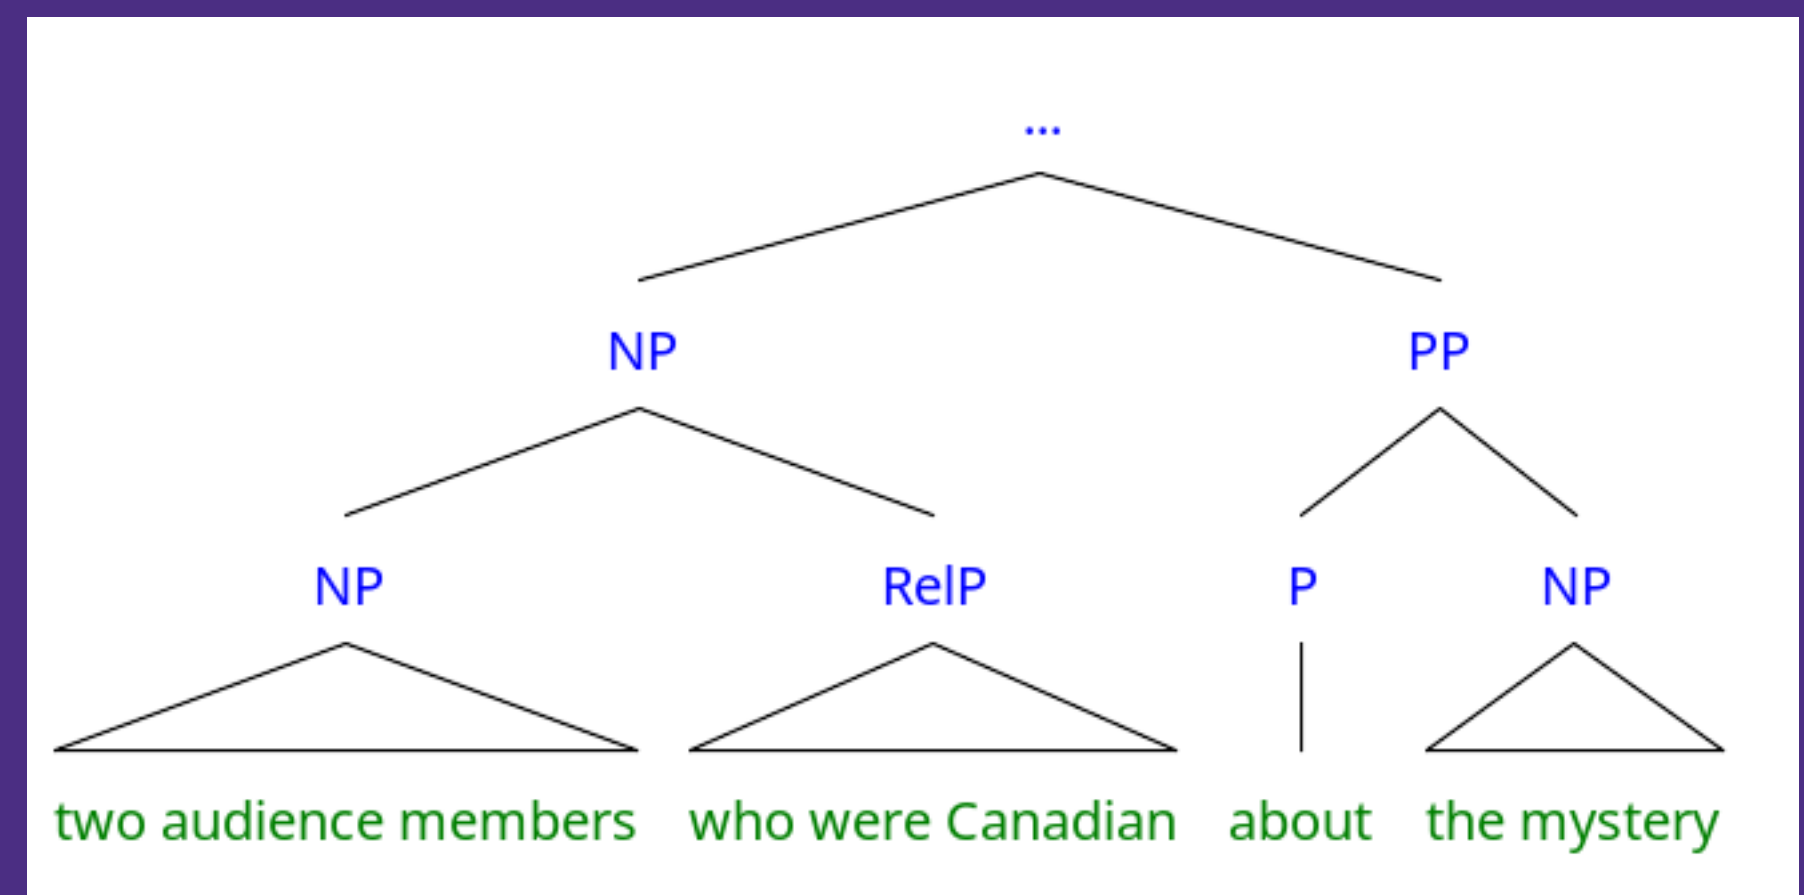 ...
NP PP
NP RelP P NP
two audience members who were Canadian about the mystery